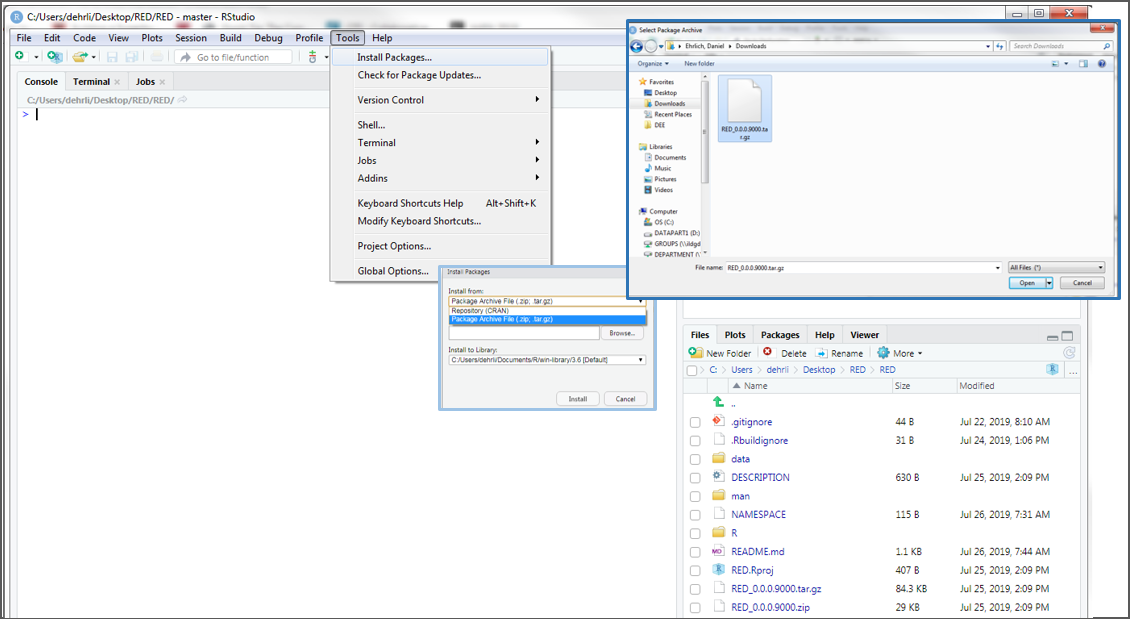 C:/Users/dehrli/Desktop/RED/RED - master - RStudio
File Edit Code View Plots Session Build Debug Profile Tools Help
Go to file/function
Console Terminal Jobs
C:/Users/dehrli/Desktop/RED/RED/
>
Install Packages...
Check for Package Updates...
Version Control
Shell...
Terminal
Jobs
Addins
Keyboard Shortcuts Help Alt+Shift+K
Modify Keyboard Shortcuts...
Project Options...
Global Options...
Install Packages
Install from:
Package Archive File (.zip; .tar.gz)
Repository (CRAN)
Package Archive File (.zip; .tar.gz)
Browse...
Install to Library:
C:/Users/dehrli/Documents/R/win-library/3.6 [Default]
Install Cancel
Select Package Archive
Ehrlich, Daniel Downloads
Search Downloads
Organize New folder
Favorites
Desktop
Downloads
Recent Places
DEE
Libraries
Documents
Music
Pictures
Videos
Computer
OS (C:)
DATAPART1 (D:)
GROUPS (\\ildgd
DEPARTMENT (
RED_0.0.0.9000.tar.gz
File name: RED_0.0.0.9000.tar.gz
All Files (*)
Open Cancel
Files Plots Packages Help Viewer
New Folder Delete Rename More
C: Users dehrli Desktop RED RED
Name Size Modified
..
.gitignore 44 B Jul 22, 2019, 8:10 AM
.Rbuildignore 31 B Jul 24, 2019, 1:06 PM
data
DESCRIPTION 630 B Jul 25, 2019, 2:09 PM
man
NAMESPACE 115 B Jul 26, 2019, 7:31 AM
R
README.md 1.1 KB Jul 26, 2019, 7:44 AM
RED.Rproj 407 B Jul 25, 2019, 2:09 PM
RED_0.0.0.9000.tar.gz 84.3 KB Jul 25, 2019, 2:09 PM
RED_0.0.0.9000.zip 29 KB Jul 25, 2019, 2:09 PM